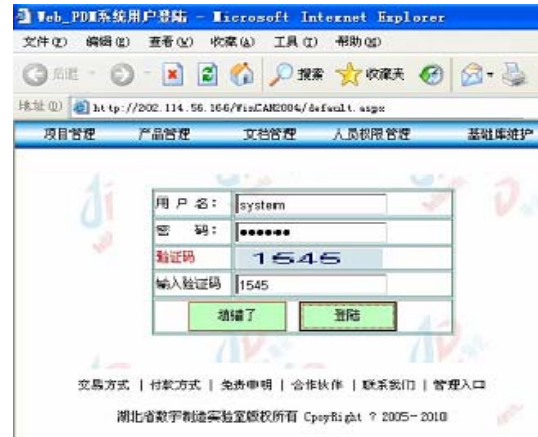 Web_PDM系统用户登陆 - Microsoft Internet Explorer
文件(F) 编辑(E) 查看(V) 收藏(A) 工具(T) 帮助(H)
后退 搜索 收藏夹
地址(D) http://202.114.56.166/WinCAN2004/default.aspx
项目管理 产品管理 文档管理 人员权限管理 基础库维护
用户名: system
密码: ●●●●●●
验证码 1545
输入验证码 1545
填错了 登陆
交易方式 | 付款方式 | 免责申明 | 合作伙伴 | 联系我们 | 管理入口
湖北省数字制造实验室版权所有 CpoyRight ? 2005-2010